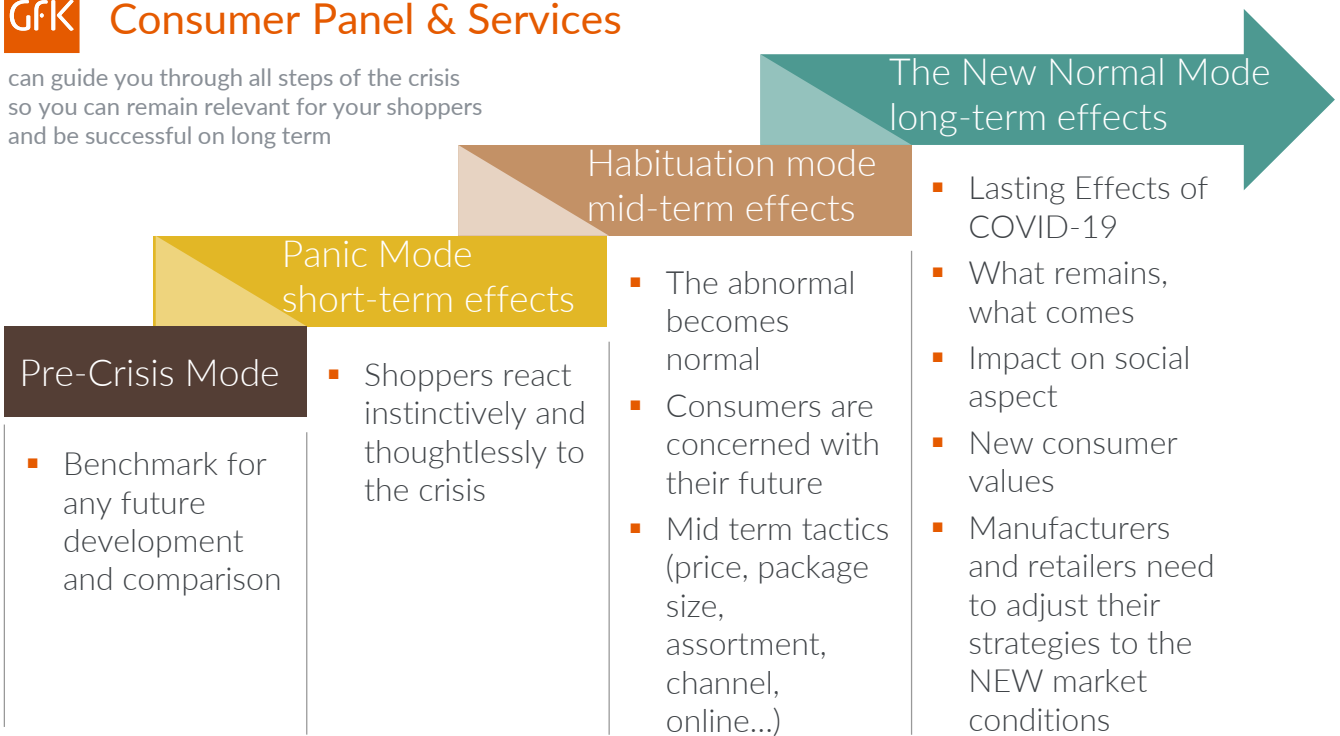 GfK
Consumer Panel & Services
can guide you through all steps of the crisis
so you can remain relevant for your shoppers
and be successful on long term
Pre-Crisis Mode
▪ Benchmark for
any future
development
and comparison
Panic Mode
short-term effects
▪ Shoppers react
instinctively and
thoughtlessly to
the crisis
Habituation mode
mid-term effects
▪ The abnormal
becomes
normal
▪ Consumers are
concerned with
their future
▪ Mid term tactics
(price, package
size,
assortment,
channel,
online…)
The New Normal Mode
long-term effects
▪ Lasting Effects of
COVID-19
▪ What remains,
what comes
▪ Impact on social
aspect
▪ New consumer
values
▪ Manufacturers
and retailers need
to adjust their
strategies to the
NEW market
conditions